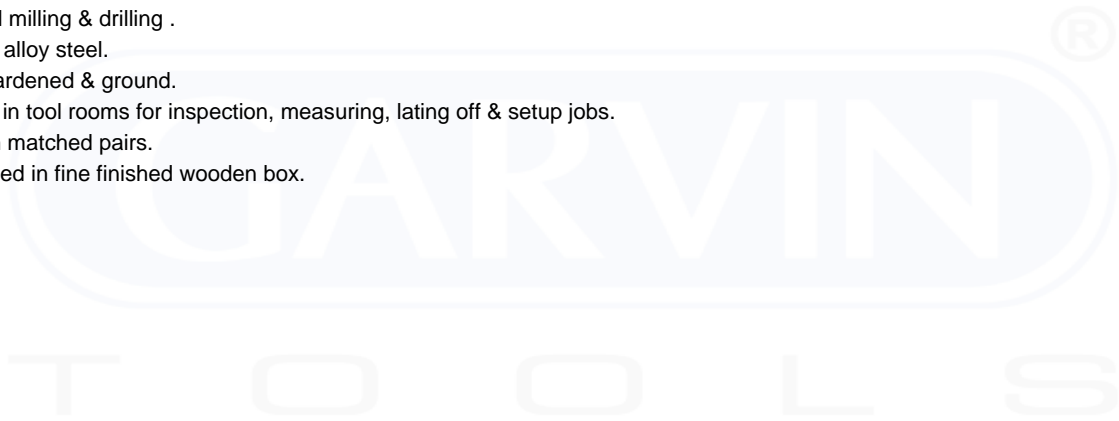 l milling & drilling .
alloy steel.
ardened & ground.
in tool rooms for inspection, measuring, lating off & setup jobs.
matched pairs.
ed in fine finished wooden box.
®
GARVIN
TOOLS